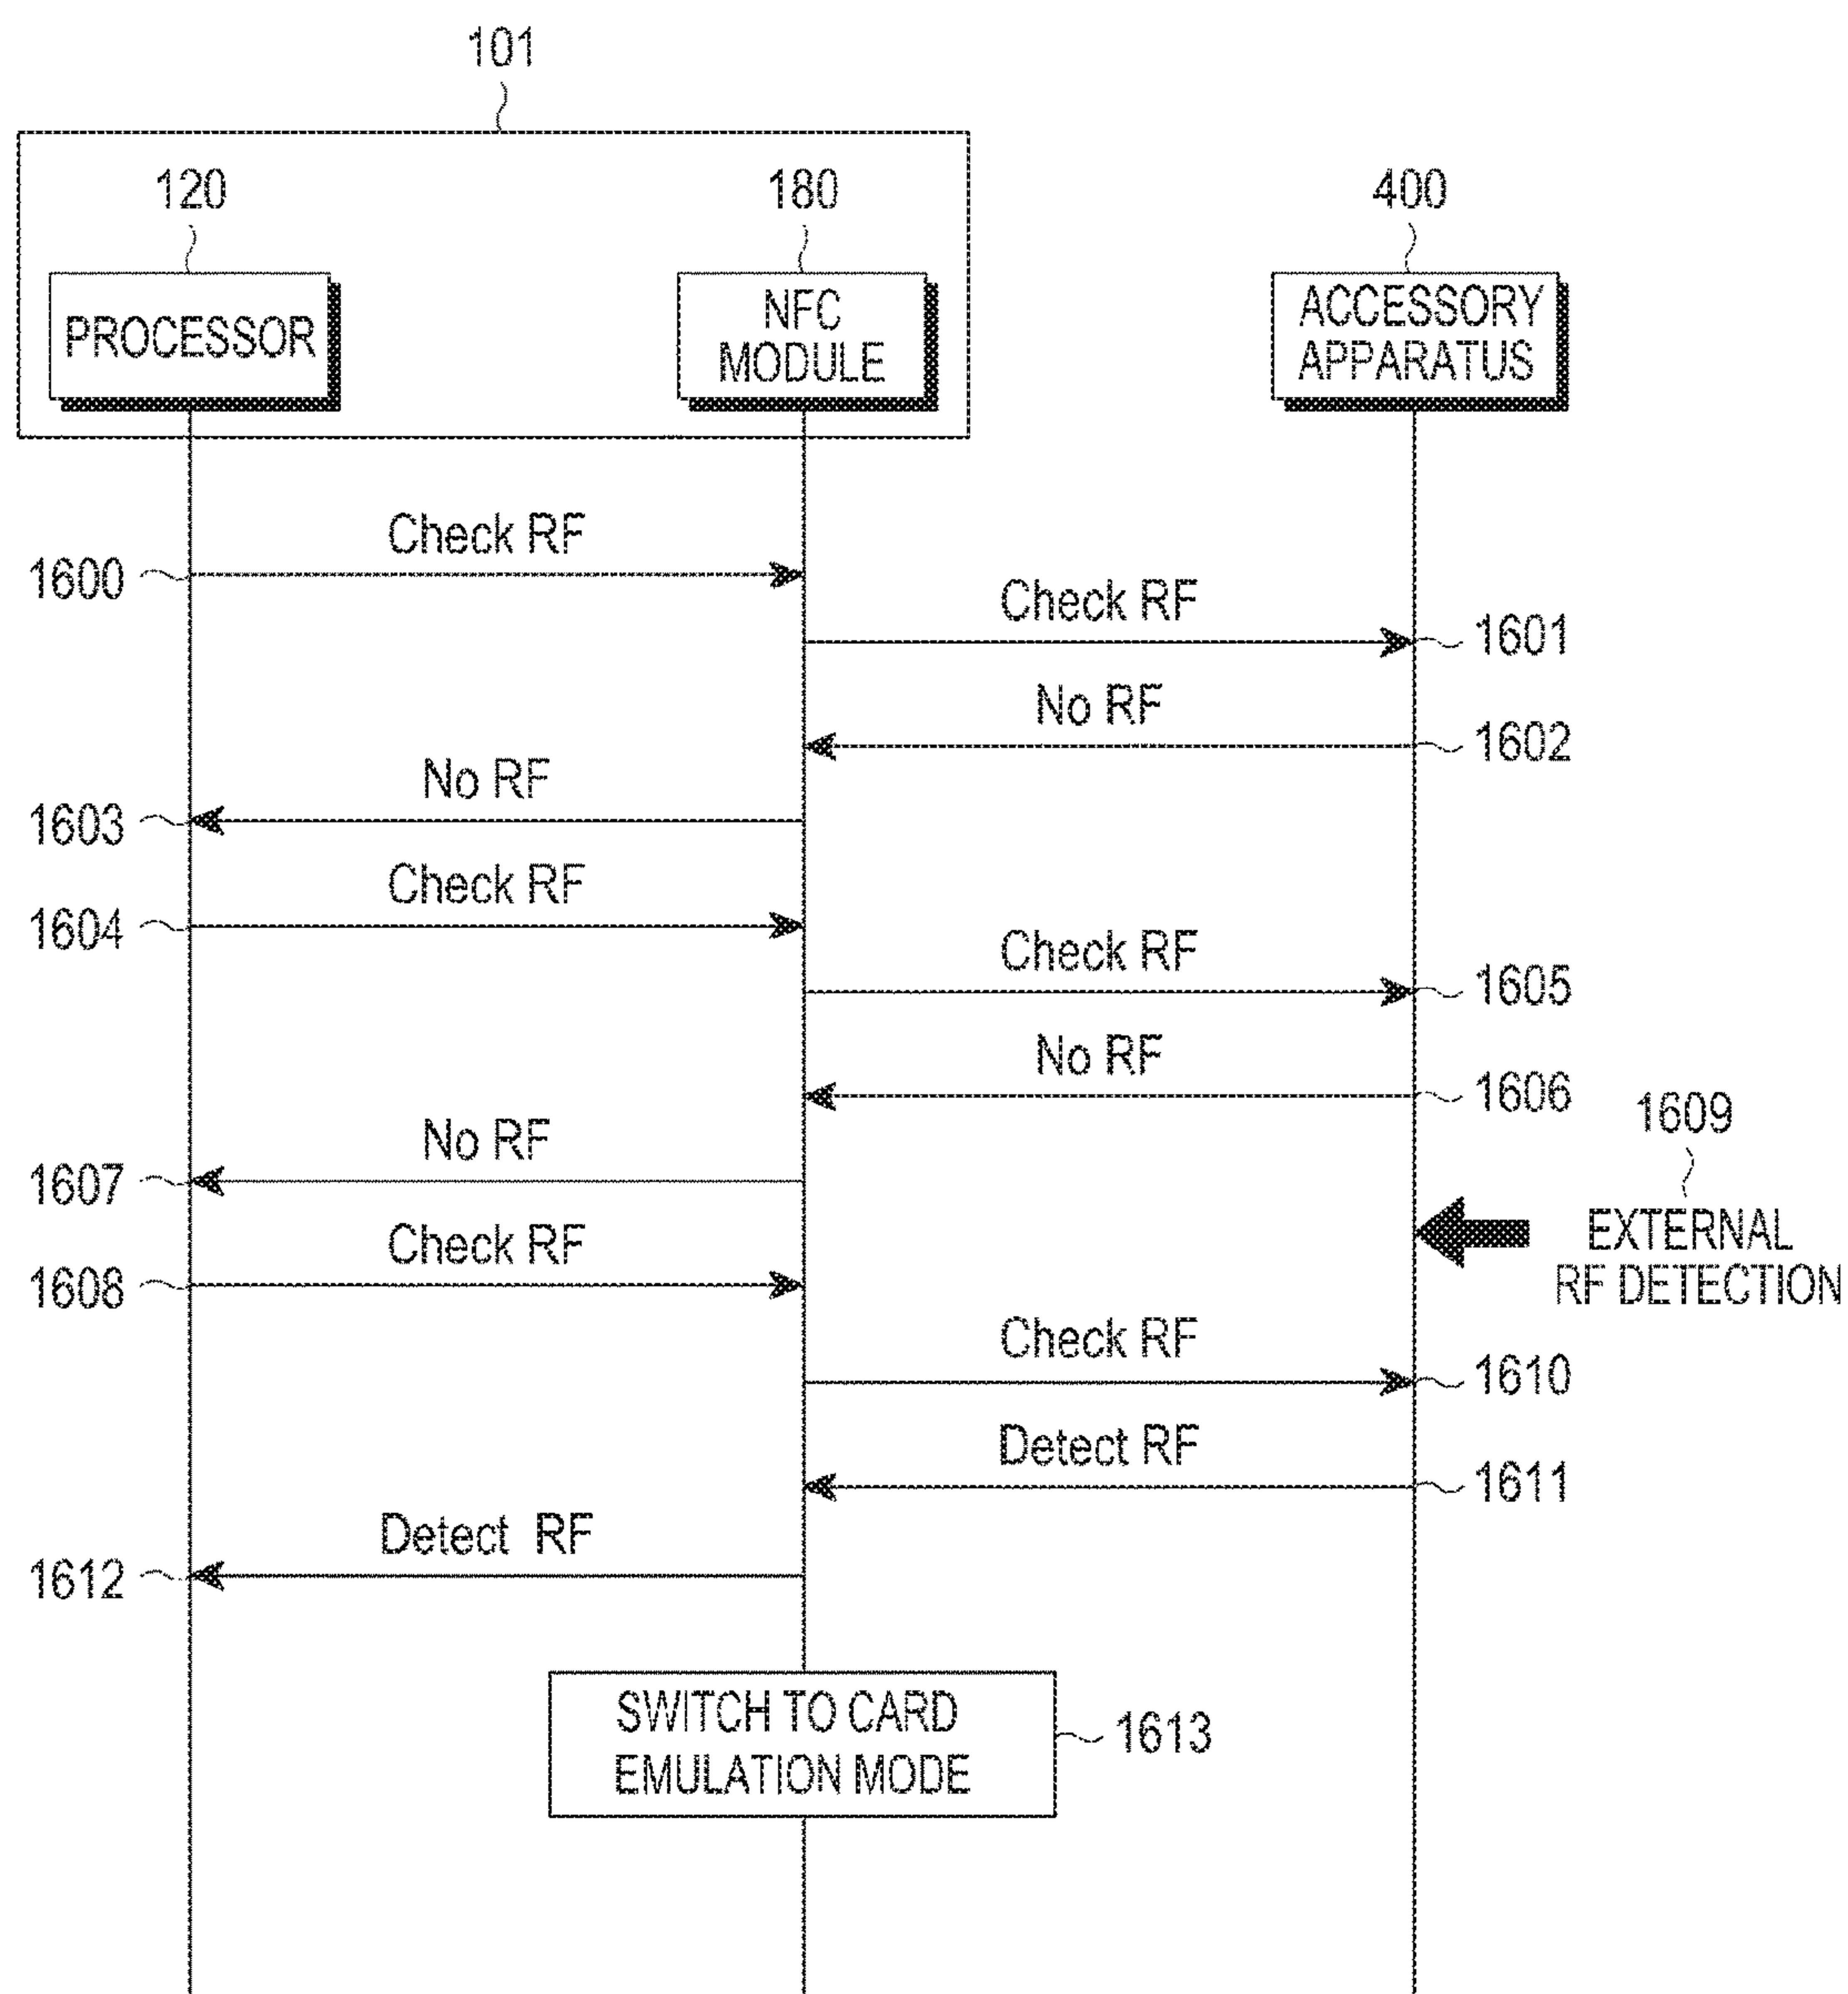 101
120
180
400
PROCESSOR
NFC
MODULE
ACCESSORY
APPARATUS
Check RF
1600
Check RF
1601
No RF
1602
No RF
1603
Check RF
1604
Check RF
1605
No RF
1606
1609
No RF
1607
EXTERNAL
RF DETECTION
Check RF
1608
Check RF
1610
Detect RF
1611
Detect RF
1612
SWITCH TO CARD
EMULATION MODE
1613